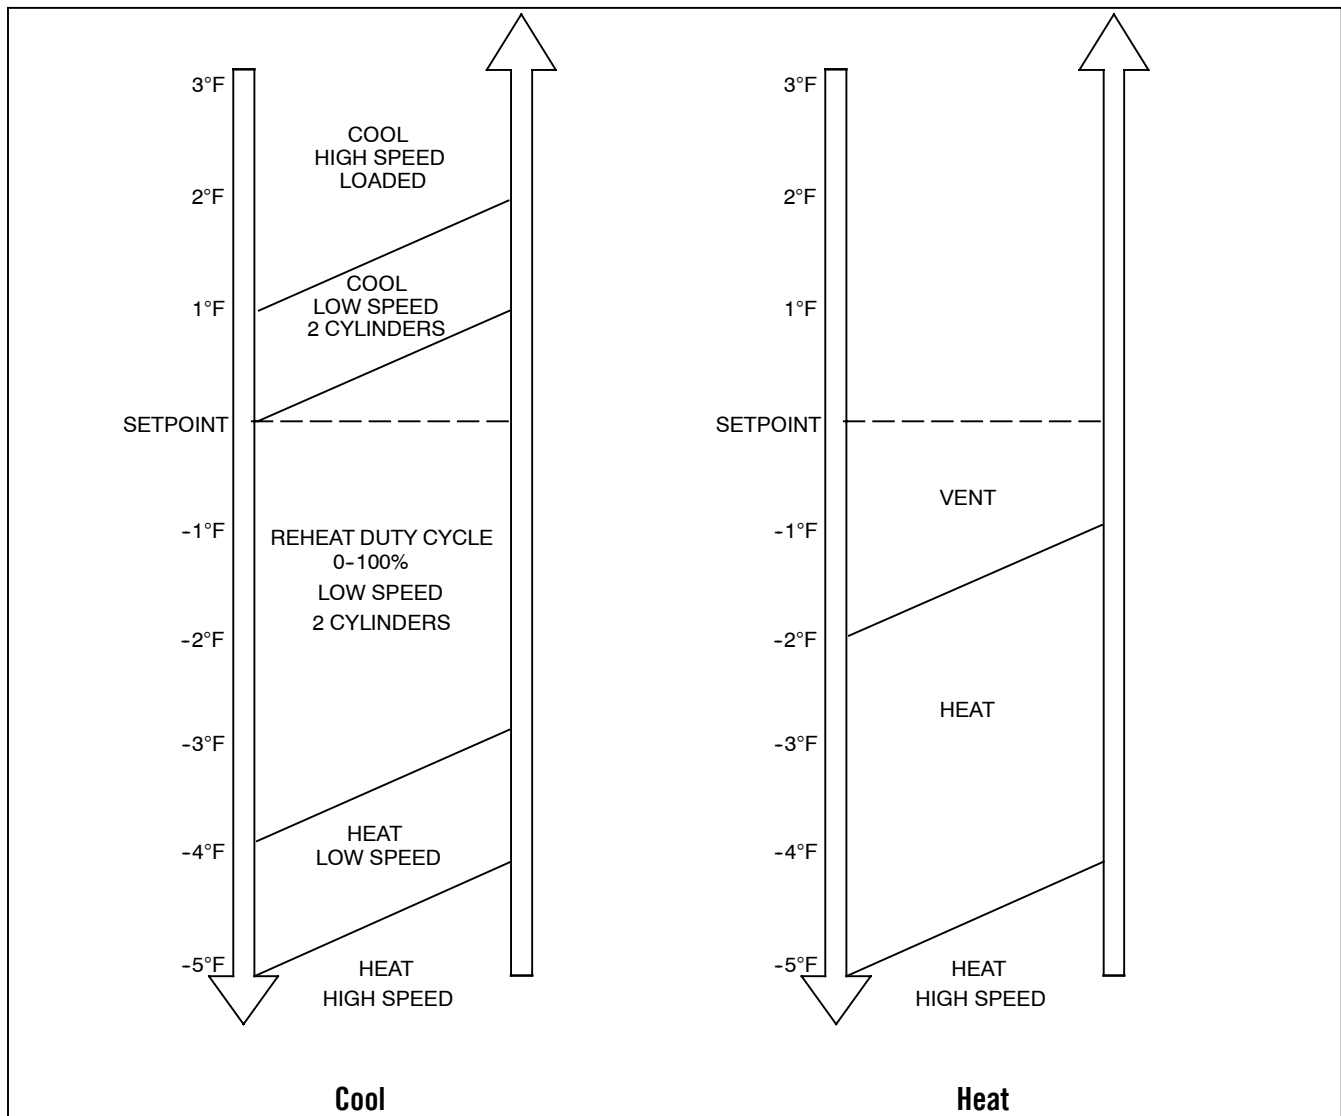 3°F
COOL
HIGH SPEED
LOADED
2°F
COOL
LOW SPEED
2 CYLINDERS
1°F
SETPOINT
-1°F
REHEAT DUTY CYCLE
0-100%
LOW SPEED
2 CYLINDERS
-2°F
-3°F
HEAT
LOW SPEED
-4°F
-5°F
HEAT
HIGH SPEED
Cool
3°F
2°F
1°F
SETPOINT
VENT
-1°F
-2°F
HEAT
-3°F
-4°F
-5°F
HEAT
HIGH SPEED
Heat